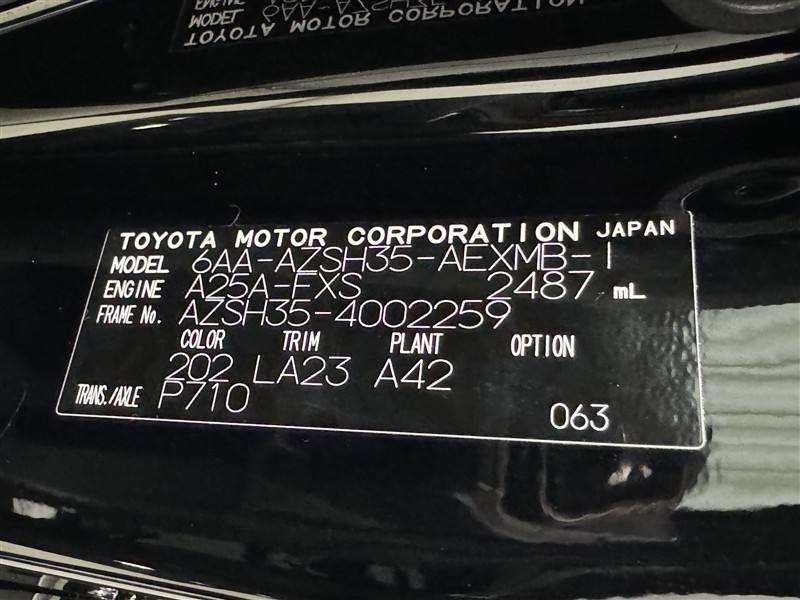 TOYOTA MOTOR CORPORATION JAPAN
MODEL 6AA-AZSH35-AEXMB-I
ENGINE A25A-FXS 2487 mL
FRAME No. AZSH35-4002259
COLOR TRIM PLANT OPTION
202 LA23 A42
TRANS./AXLE P710
063